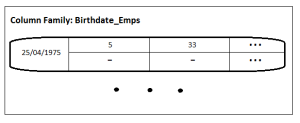 Column Family: Birthdate_Emps
25/04/1975
5 33 •••
– – •••
• • •